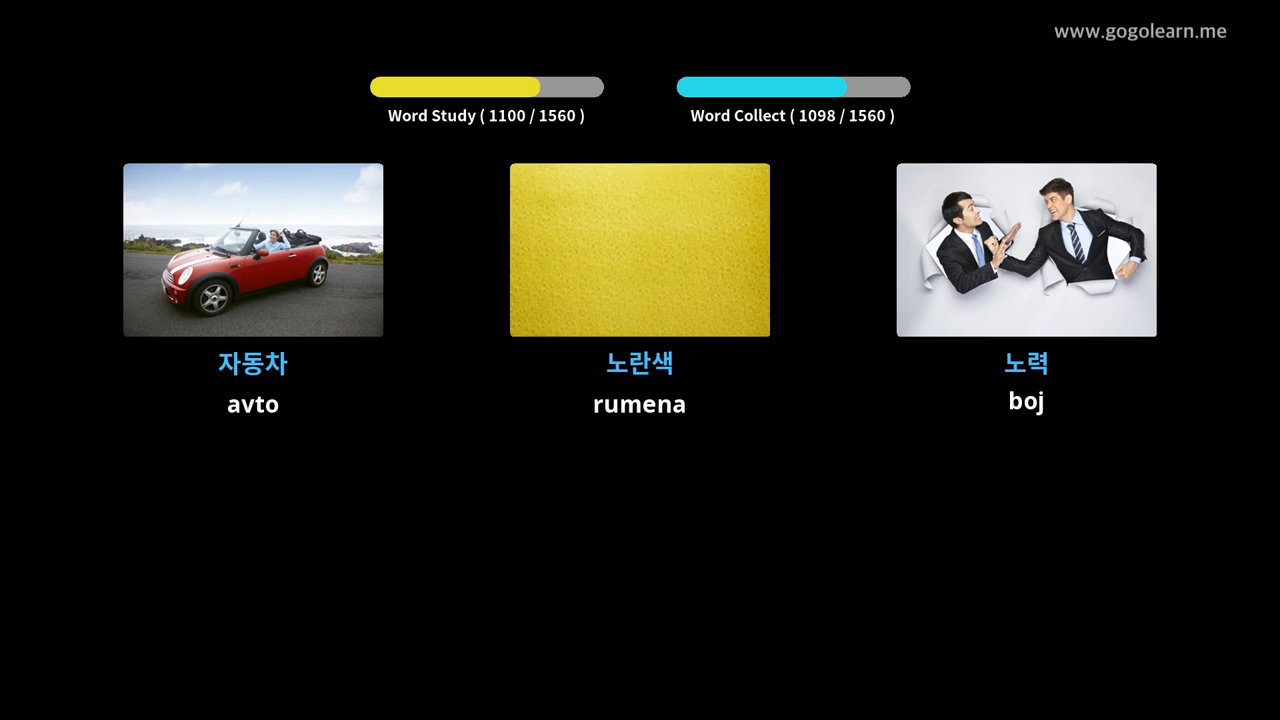 www.gogolearn.me
Word Study ( 1100 / 1560 )
Word Collect ( 1098 / 1560 )
자동차
노란색
노력
avto
rumena
boj